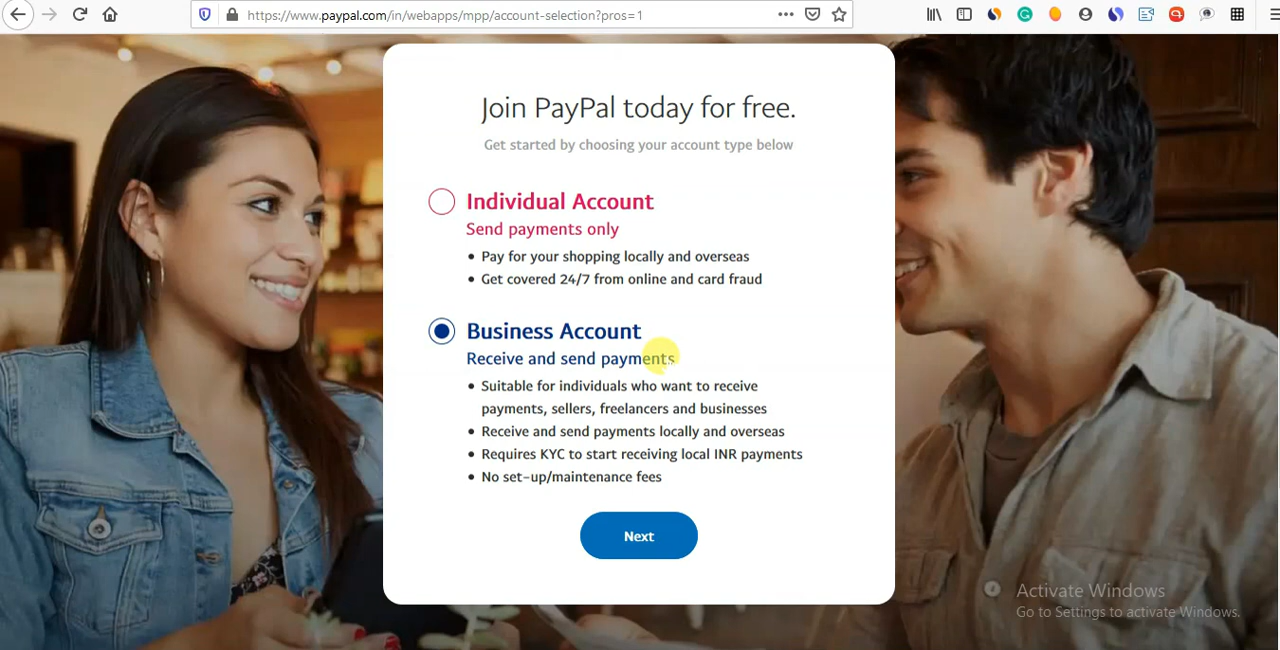 https://www.paypal.com/in/webapps/mpp/account-selection?pros=1
Join PayPal today for free.
Get started by choosing your account type below
Individual Account
Send payments only
• Pay for your shopping locally and overseas
• Get covered 24/7 from online and card fraud
Business Account
Receive and send payments
• Suitable for individuals who want to receive
payments, sellers, freelancers and businesses
• Receive and send payments locally and overseas
• Requires KYC to start receiving local INR payments
• No set-up/maintenance fees
Next
Activate Windows
Go to Settings to activate Windows.